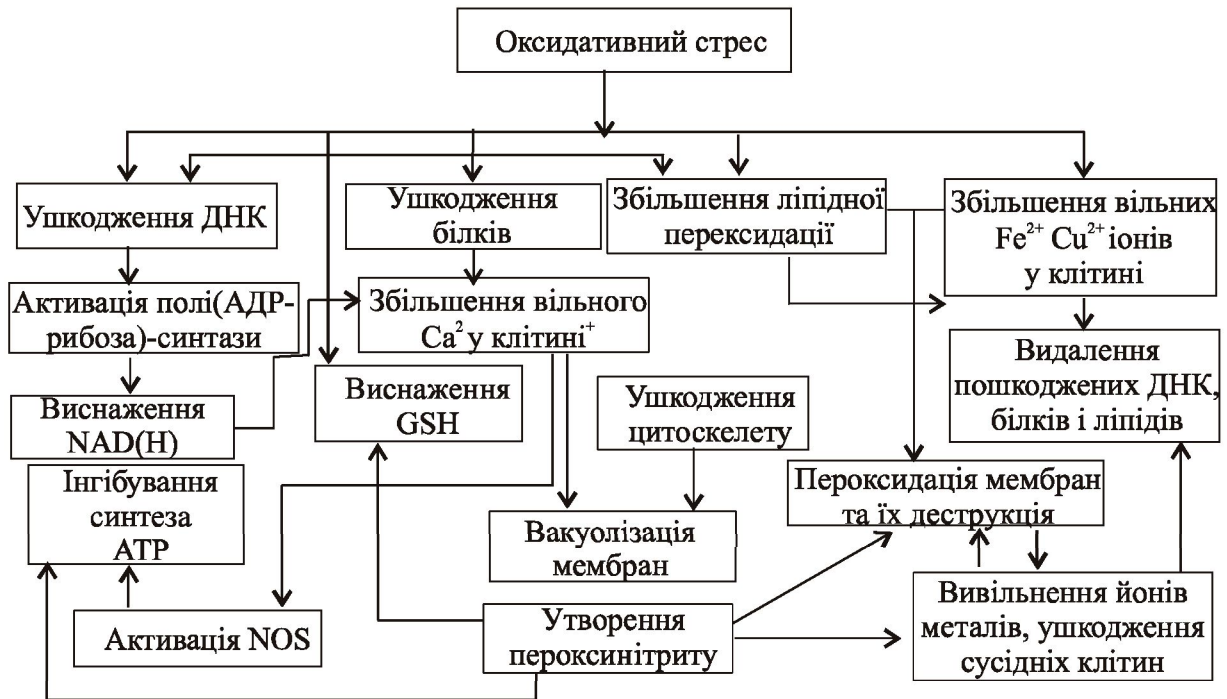 Оксидативний стрес
Ушкодження ДНК
Ушкодження
білків
Збільшення ліпідної
перексидації
Збільшення вільних
Fe²⁺ Cu²⁺ іонів
у клітині
Активація полі(АДР-
рибоза)-синтази
Збільшення вільного
Ca² у клітині⁺
Видалення
пошкоджених ДНК,
білків і ліпідів
Виснаження
NAD(H)
Виснаження
GSH
Ушкодження
цитоскелету
Інгібування
синтеза
АТР
Вакуолізація
мембран
Пероксидація мембран
та їх деструкція
Активація NOS
Утворення
пероксинітриту
Вивільнення йонів
металів, ушкодження
сусідніх клітин